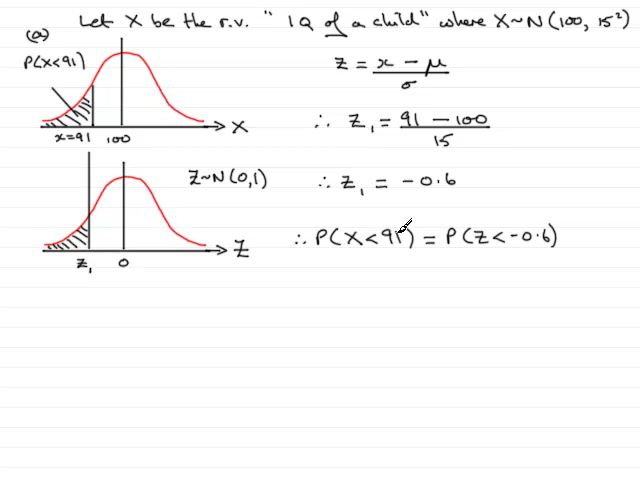 (a) Let X be the r.v. "IQ of a child" where X~N(100, 15²)
P(X<91)
z = x - μ / σ
x=91 100 X
∴ z₁ = 91 - 100 / 15
Z~N(0,1)
∴ z₁ = -0.6
∴ P(X<91) = P(Z<-0.6)
z₁ 0 Z